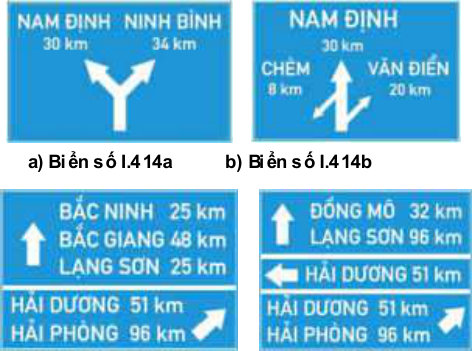 NAM ĐỊNH NINH BÌNH
30 km 34 km
NAM ĐỊNH
30 km
CHÈM VĂN ĐIỂN
8 km 20 km
a) Biển số I.414a b) Biển số I.414b
BẮC NINH 25 km
BẮC GIANG 48 km
LẠNG SƠN 25 km
HẢI DƯƠNG 51 km
HẢI PHÒNG 96 km
ĐỒNG MỎ 32 km
LẠNG SƠN 96 km
HẢI DƯƠNG 51 km
HẢI DƯƠNG 51 km
HẢI PHÒNG 96 km